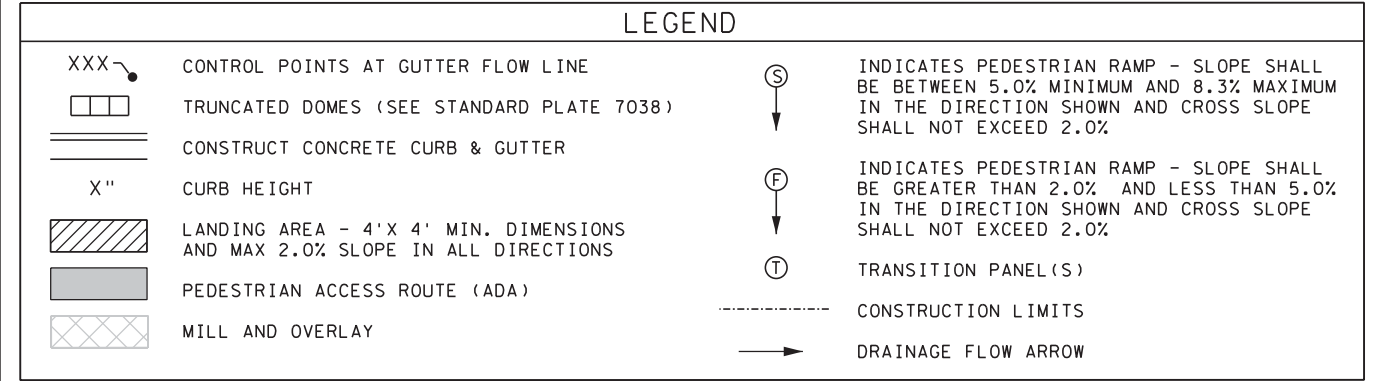 LEGEND
XXX
CONTROL POINTS AT GUTTER FLOW LINE
TRUNCATED DOMES (SEE STANDARD PLATE 7038)
CONSTRUCT CONCRETE CURB & GUTTER
X"
CURB HEIGHT
LANDING AREA - 4'X 4' MIN. DIMENSIONS
AND MAX 2.0% SLOPE IN ALL DIRECTIONS
PEDESTRIAN ACCESS ROUTE (ADA)
MILL AND OVERLAY
S
INDICATES PEDESTRIAN RAMP - SLOPE SHALL
BE BETWEEN 5.0% MINIMUM AND 8.3% MAXIMUM
IN THE DIRECTION SHOWN AND CROSS SLOPE
SHALL NOT EXCEED 2.0%
F
INDICATES PEDESTRIAN RAMP - SLOPE SHALL
BE GREATER THAN 2.0% AND LESS THAN 5.0%
IN THE DIRECTION SHOWN AND CROSS SLOPE
SHALL NOT EXCEED 2.0%
T
TRANSITION PANEL(S)
CONSTRUCTION LIMITS
DRAINAGE FLOW ARROW